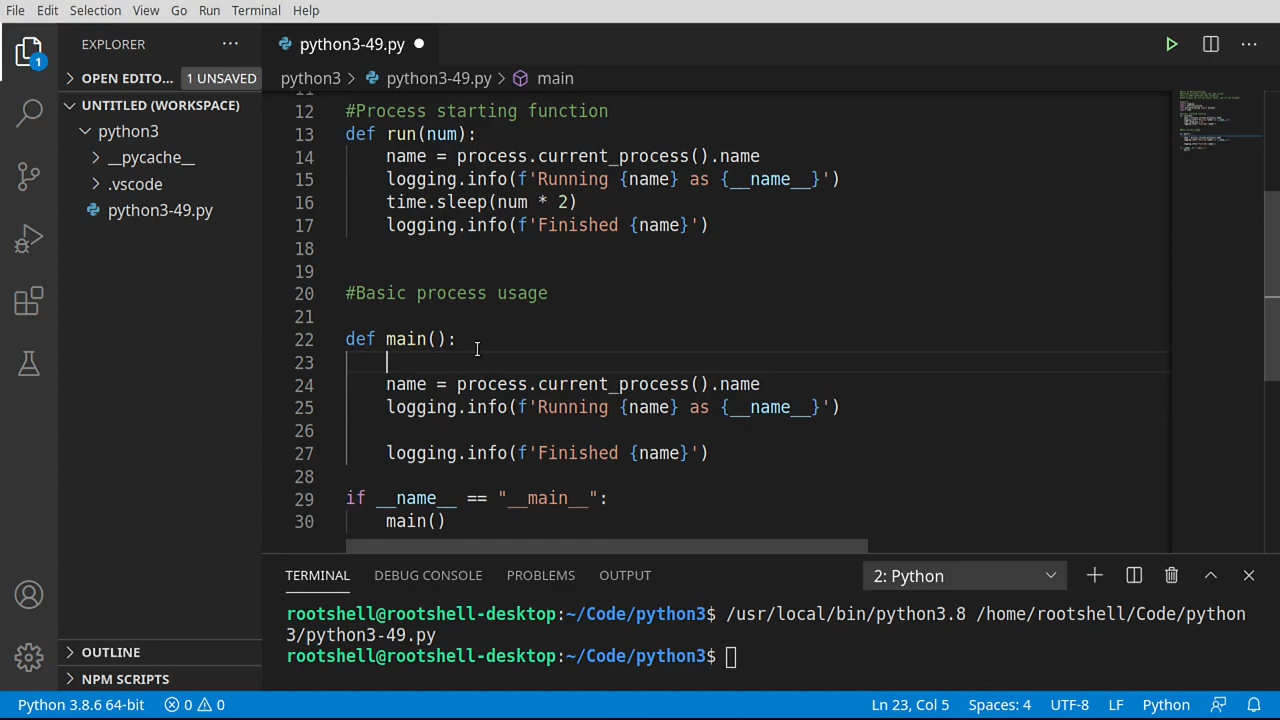 File Edit Selection View Go Run Terminal Help
EXPLORER
python3-49.py
1
OPEN EDITO... 1 UNSAVED
python3 > python3-49.py > main
UNTITLED (WORKSPACE)
python3
__pycache__
.vscode
python3-49.py
11
12 #Process starting function
13 def run(num):
14 name = process.current_process().name
15 logging.info(f'Running {name} as {__name__}')
16 time.sleep(num * 2)
17 logging.info(f'Finished {name}')
18
19
20 #Basic process usage
21
22 def main():
23
24 name = process.current_process().name
25 logging.info(f'Running {name} as {__name__}')
26
27 logging.info(f'Finished {name}')
28
29 if __name__ == "__main__":
30 main()
TERMINAL DEBUG CONSOLE PROBLEMS OUTPUT 2: Python
rootshell@rootshell-desktop:~/Code/python3$ /usr/local/bin/python3.8 /home/rootshell/Code/python
3/python3-49.py
rootshell@rootshell-desktop:~/Code/python3$
OUTLINE
NPM SCRIPTS
Python 3.8.6 64-bit 0 0 Ln 23, Col 5 Spaces: 4 UTF-8 LF Python